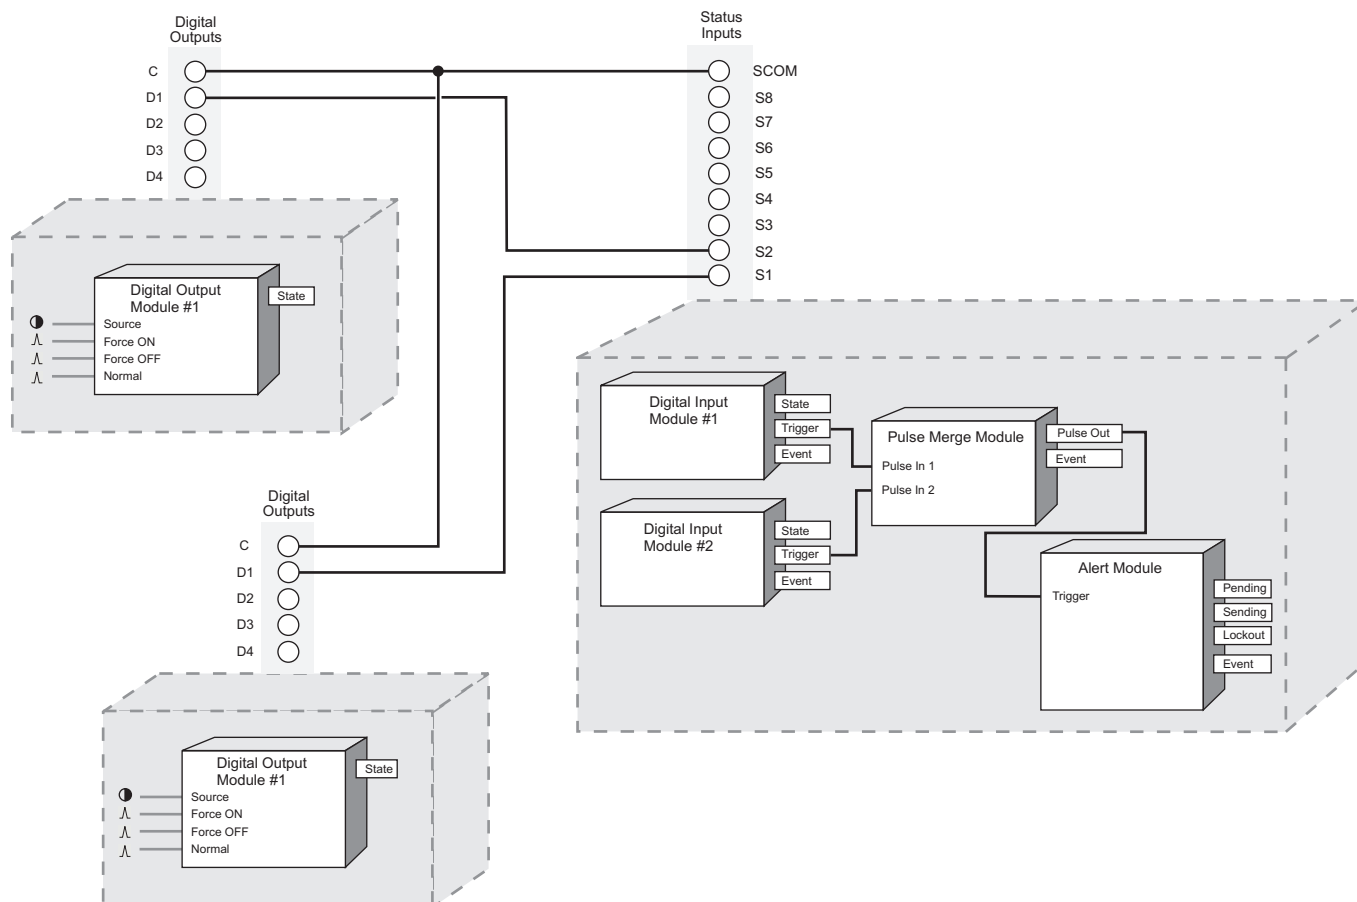 Digital
Outputs
C
D1
D2
D3
D4
Status
Inputs
SCOM
S8
S7
S6
S5
S4
S3
S2
S1
Digital Output
Module #1
State
Source
Force ON
Force OFF
Normal
Digital Input
Module #1
State
Trigger
Event
Digital Input
Module #2
State
Trigger
Event
Pulse Merge Module
Pulse In 1
Pulse In 2
Pulse Out
Event
Alert Module
Trigger
Pending
Sending
Lockout
Event
Digital
Outputs
C
D1
D2
D3
D4
Digital Output
Module #1
State
Source
Force ON
Force OFF
Normal